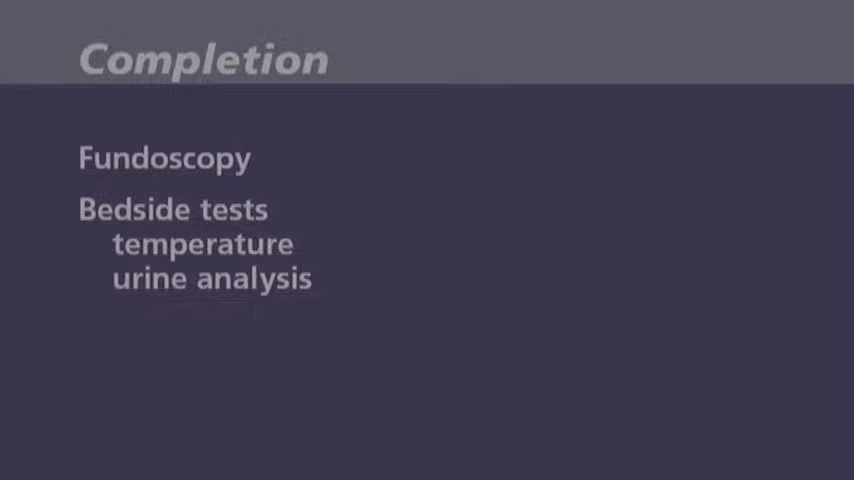 Completion
Fundoscopy
Bedside tests
temperature
urine analysis